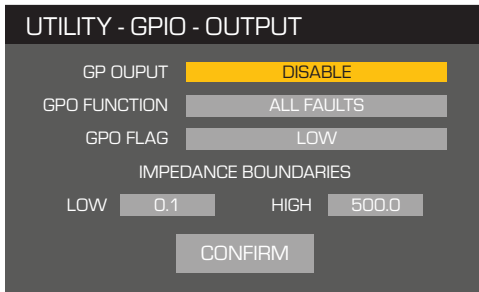 UTILITY - GPIO - OUTPUT
GP OUPUT DISABLE
GPO FUNCTION ALL FAULTS
GPO FLAG LOW
IMPEDANCE BOUNDARIES
LOW 0.1 HIGH 500.0
CONFIRM